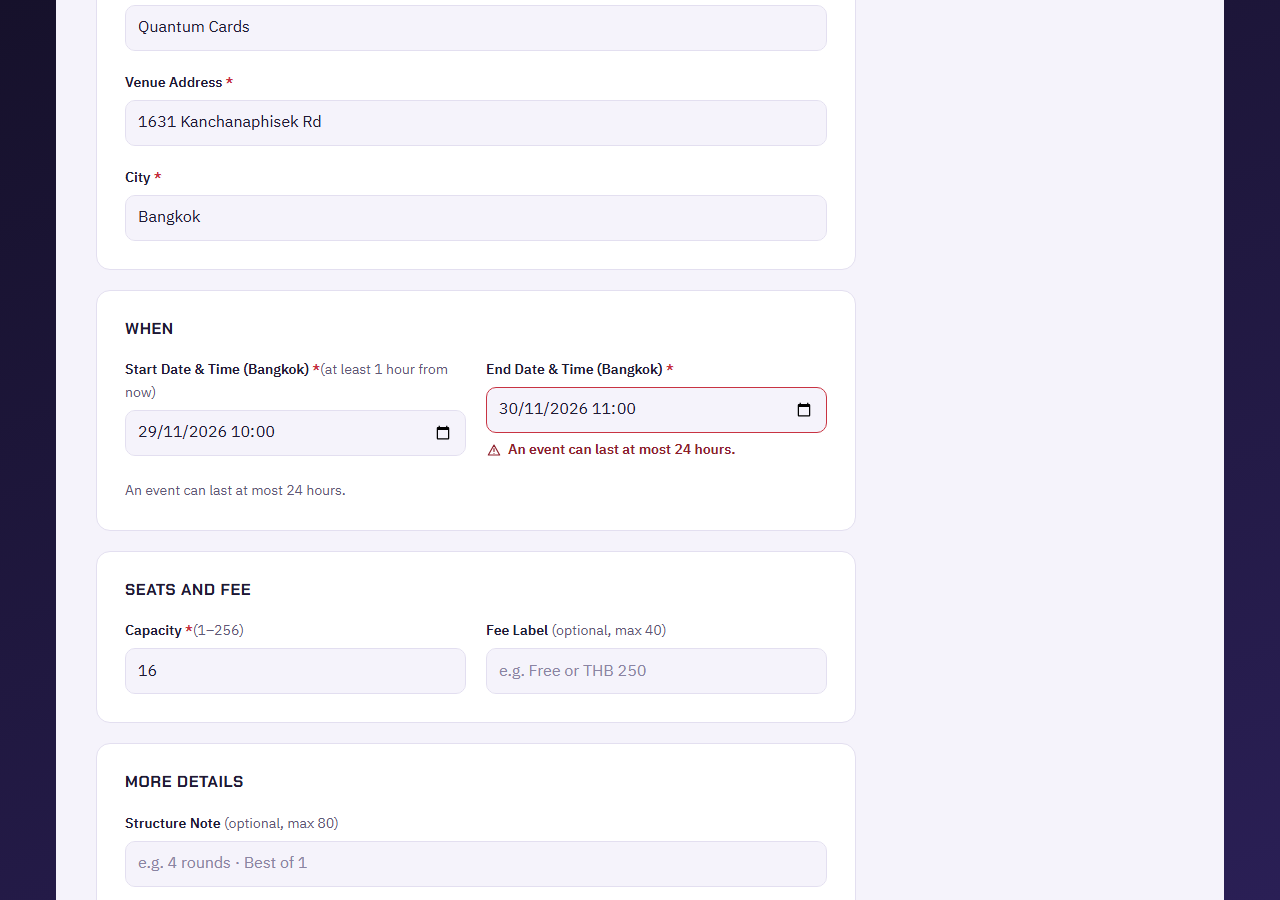 Quantum Cards
Venue Address *
1631 Kanchanaphisek Rd
City *
Bangkok
WHEN
Start Date & Time (Bangkok) *(at least 1 hour from
now)
29/11/2026 10:00
End Date & Time (Bangkok) *
30/11/2026 11:00
An event can last at most 24 hours.
An event can last at most 24 hours.
SEATS AND FEE
Capacity *(1–256)
16
Fee Label (optional, max 40)
e.g. Free or THB 250
MORE DETAILS
Structure Note (optional, max 80)
e.g. 4 rounds · Best of 1